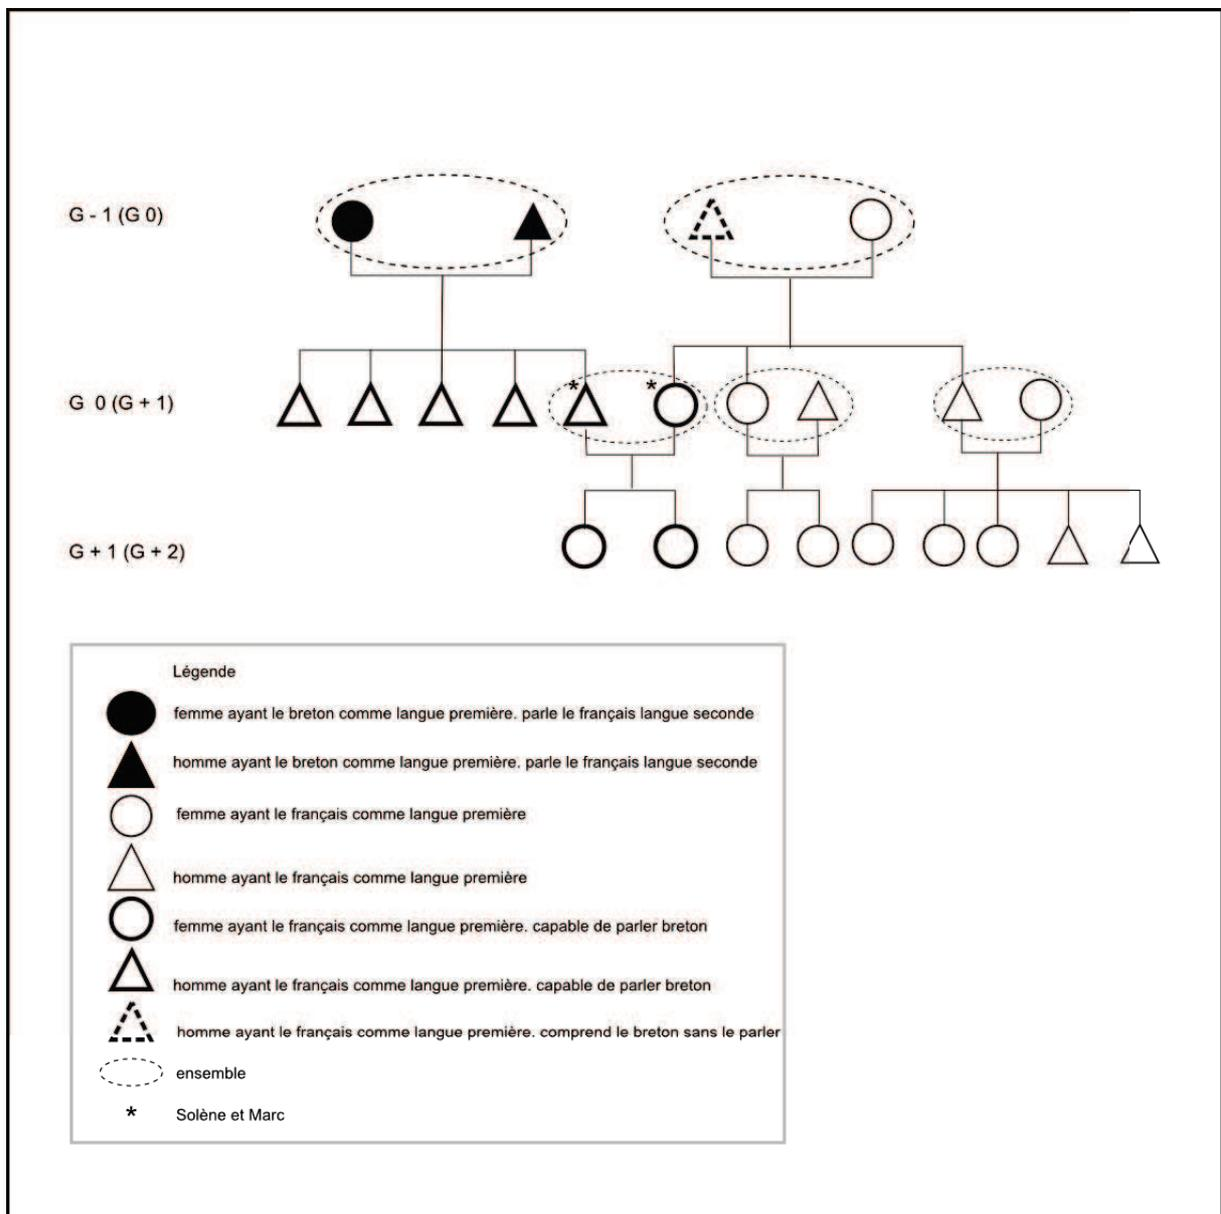 G - 1 (G 0)
* *
G 0 (G + 1)
G + 1 (G + 2)
Légende
femme ayant le breton comme langue première. parle le français langue seconde
homme ayant le breton comme langue première. parle le français langue seconde
femme ayant le français comme langue première
homme ayant le français comme langue première
femme ayant le français comme langue première. capable de parler breton
homme ayant le français comme langue première. capable de parler breton
homme ayant le français comme langue première. comprend le breton sans le parler
ensemble
* Solène et Marc